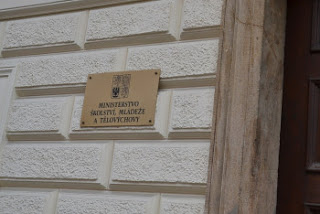 MINISTERSTVO
ŠKOLSTVÍ, MLÁDEŽE
A TĚLOVÝCHOVY